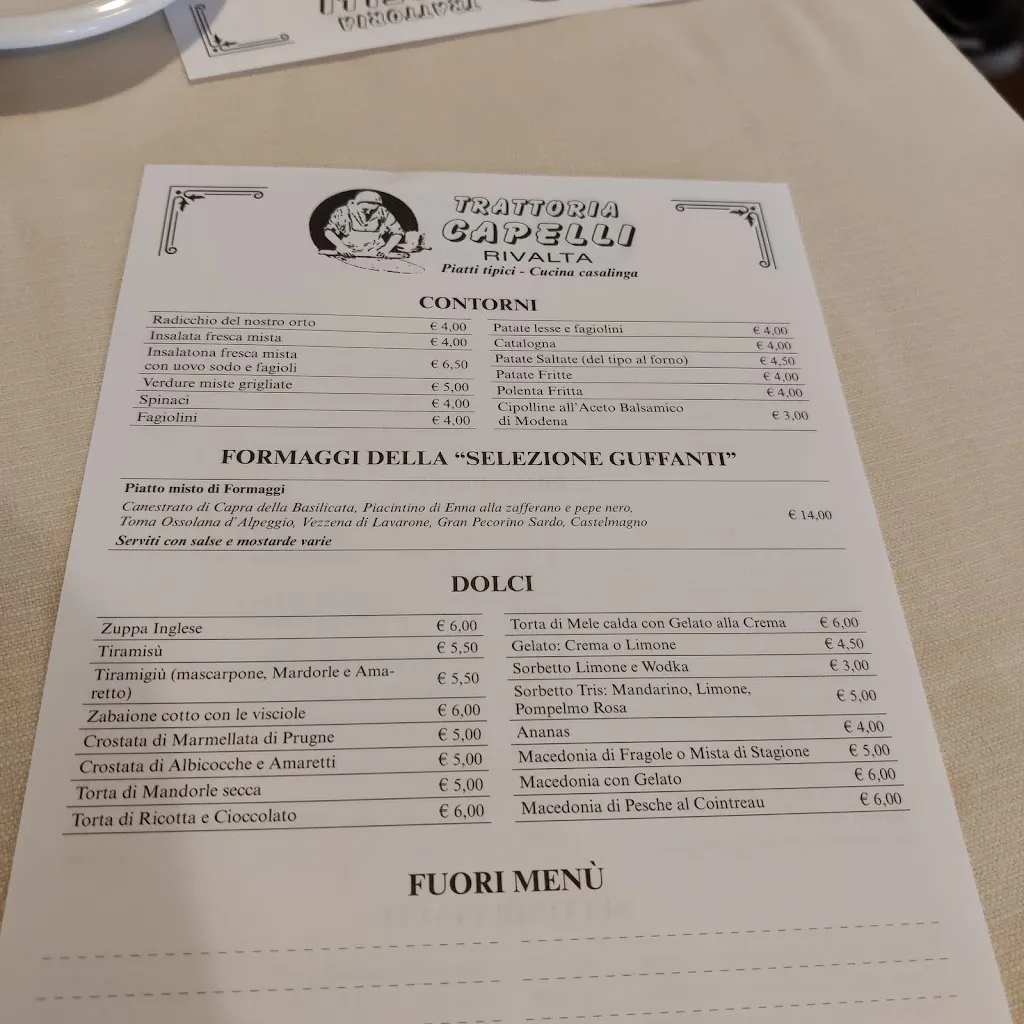 TRATTORIA
TRATTORIA
CAPELLI
RIVALTA
Piatti tipici - Cucina casalinga
CONTORNI
Radicchio del nostro orto € 4,00
Insalata fresca mista € 4,00
Insalatona fresca mista
con uovo sodo e fagioli € 6,50
Verdure miste grigliate € 5,00
Spinaci € 4,00
Fagiolini € 4,00
Patate lesse e fagiolini € 4,00
Catalogna € 4,00
Patate Saltate (del tipo al forno) € 4,50
Patate Fritte € 4,00
Polenta Fritta € 4,00
Cipolline all'Aceto Balsamico
di Modena € 3,00
FORMAGGI DELLA “SELEZIONE GUFFANTI”
Piatto misto di Formaggi
Canestrato di Capra della Basilicata, Piacintino di Enna alla zafferano e pepe nero,
Toma Ossolana d'Alpeggio, Vezzena di Lavarone, Gran Pecorino Sardo, Castelmagno € 14,00
Serviti con salse e mostarde varie
DOLCI
Zuppa Inglese € 6,00
Tiramisù € 5,50
Tiramigiù (mascarpone, Mardorle e Ama-
retto) € 5,50
Zabaione cotto con le visciole € 6,00
Crostata di Marmellata di Prugne € 5,00
Crostata di Albicocche e Amaretti € 5,00
Torta di Mandorle secca € 5,00
Torta di Ricotta e Cioccolato € 6,00
Torta di Mele calda con Gelato alla Crema € 6,00
Gelato: Crema o Limone € 4,50
Sorbetto Limone e Wodka € 3,00
Sorbetto Tris: Mandarino, Limone,
Pompelmo Rosa € 5,00
Ananas € 4,00
Macedonia di Fragole o Mista di Stagione € 5,00
Macedonia con Gelato € 6,00
Macedonia di Pesche al Cointreau € 6,00
FUORI MENÙ